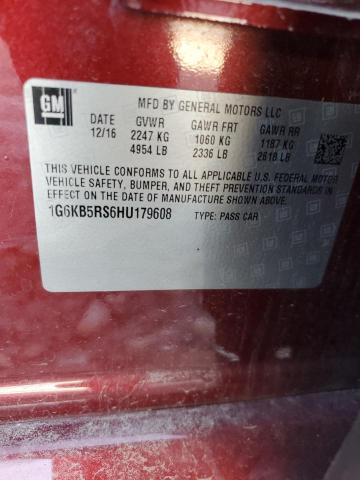 GM
MFD BY GENERAL MOTORS LLC
DATE GVWR GAWR FRT GAWR RR
12/16 2247 KG 1060 KG 1187 KG
4954 LB 2336 LB 2618 LB
THIS VEHICLE CONFORMS TO ALL APPLICABLE U.S. FEDERAL MOTOR
VEHICLE SAFETY, BUMPER, AND THEFT PREVENTION STANDARDS IN
EFFECT ON THE DATE OF MANUFACTURE SHOWN ABOVE.
1G6KB5RS6HU179608 TYPE: PASS CAR